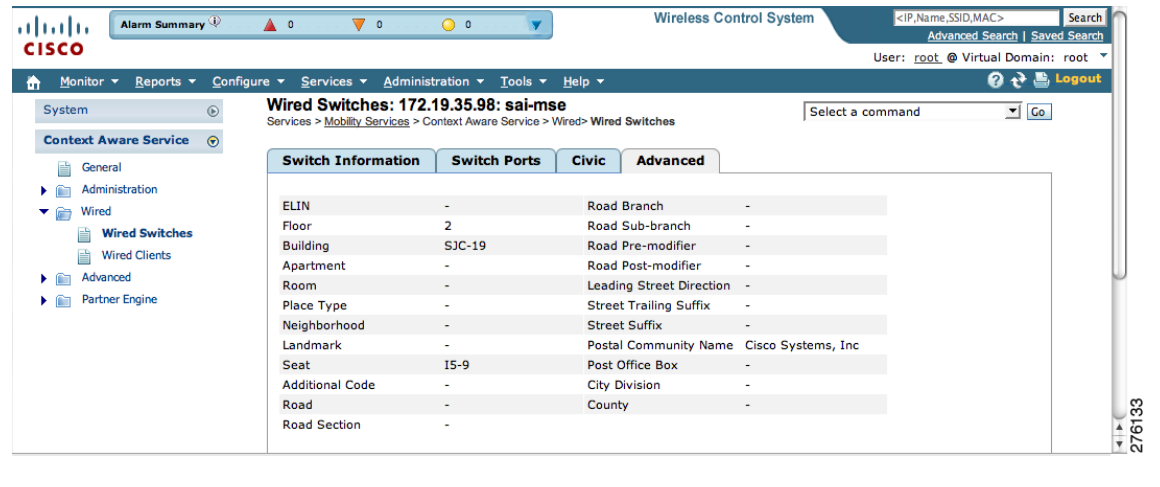 Alarm Summary
0
0
0
Wireless Control System
<IP,Name,SSID,MAC>
Search
Advanced Search | Saved Search
CISCO
User: root @ Virtual Domain: root
Monitor Reports Configure Services Administration Tools Help
Logout
System
Context Aware Service
General
Administration
Wired
Wired Switches
Wired Clients
Advanced
Partner Engine
Wired Switches: 172.19.35.98: sai-mse
Services > Mobility Services > Context Aware Service > Wired> Wired Switches
Select a command
Go
Switch Information Switch Ports Civic Advanced
ELIN - Road Branch -
Floor 2 Road Sub-branch -
Building SJC-19 Road Pre-modifier -
Apartment - Road Post-modifier -
Room - Leading Street Direction -
Place Type - Street Trailing Suffix -
Neighborhood - Street Suffix -
Landmark - Postal Community Name Cisco Systems, Inc
Seat I5-9 Post Office Box -
Additional Code - City Division -
Road - County -
Road Section -
276133